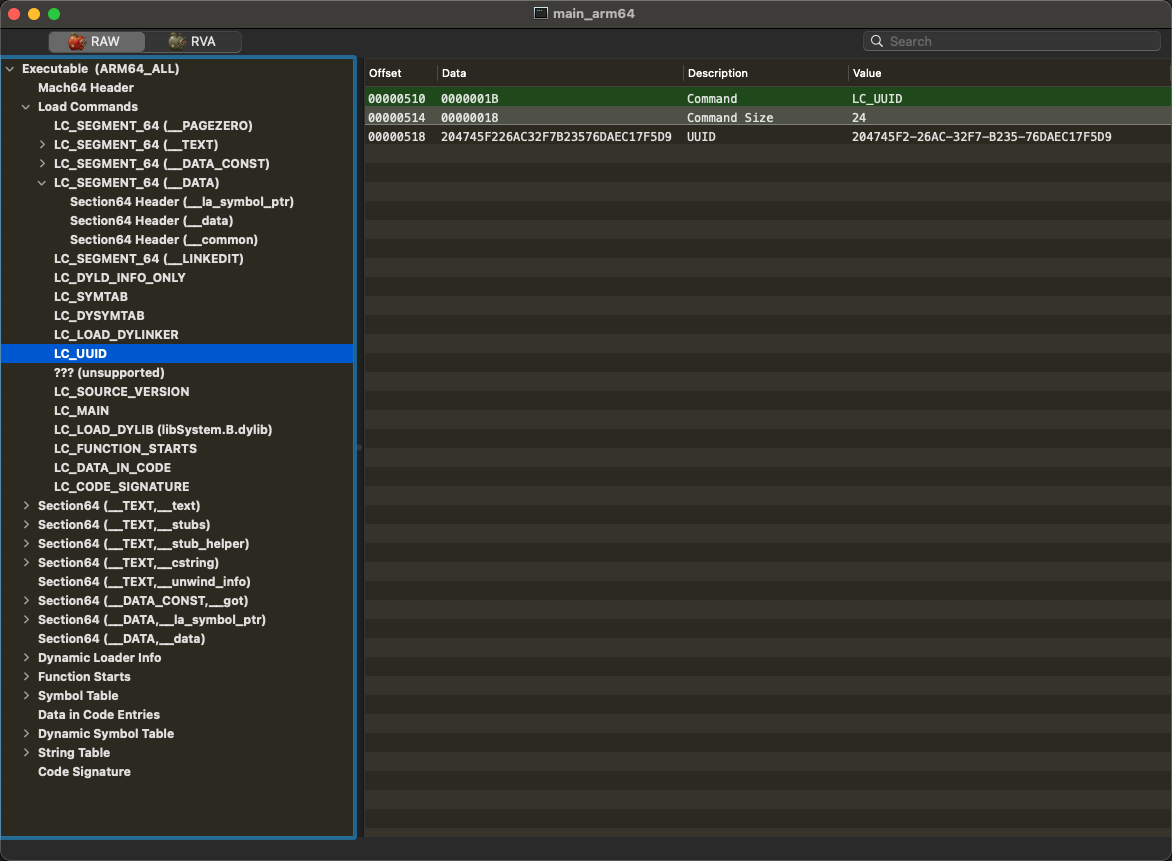 main_arm64
RAW RVA Search
Executable (ARM64_ALL)
Mach64 Header
Load Commands
LC_SEGMENT_64 (__PAGEZERO)
LC_SEGMENT_64 (__TEXT)
LC_SEGMENT_64 (__DATA_CONST)
LC_SEGMENT_64 (__DATA)
Section64 Header (__la_symbol_ptr)
Section64 Header (__data)
Section64 Header (__common)
LC_SEGMENT_64 (__LINKEDIT)
LC_DYLD_INFO_ONLY
LC_SYMTAB
LC_DYSYMTAB
LC_LOAD_DYLINKER
LC_UUID
??? (unsupported)
LC_SOURCE_VERSION
LC_MAIN
LC_LOAD_DYLIB (libSystem.B.dylib)
LC_FUNCTION_STARTS
LC_DATA_IN_CODE
LC_CODE_SIGNATURE
Section64 (__TEXT,__text)
Section64 (__TEXT,__stubs)
Section64 (__TEXT,__stub_helper)
Section64 (__TEXT,__cstring)
Section64 (__TEXT,__unwind_info)
Section64 (__DATA_CONST,__got)
Section64 (__DATA,__la_symbol_ptr)
Section64 (__DATA,__data)
Dynamic Loader Info
Function Starts
Symbol Table
Data in Code Entries
Dynamic Symbol Table
String Table
Code Signature
Offset Data Description Value
00000510 0000001B Command LC_UUID
00000514 00000018 Command Size 24
00000518 204745F226AC32F7B23576DAEC17F5D9 UUID 204745F2-26AC-32F7-B235-76DAEC17F5D9